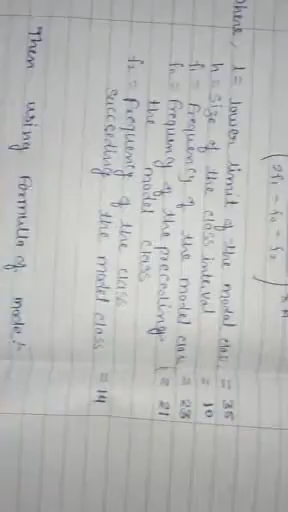 (2f₁ - f₀ - f₂) × h
where, l = lower limit of the modal class = 35
h = size of the class interval = 10
f₁ = frequency of the modal class = 23
f₀ = frequency of the preceeding = 21
the modal class
f₂ = frequency of the class
succeeding the modal class = 14
Then using formula of mode:-